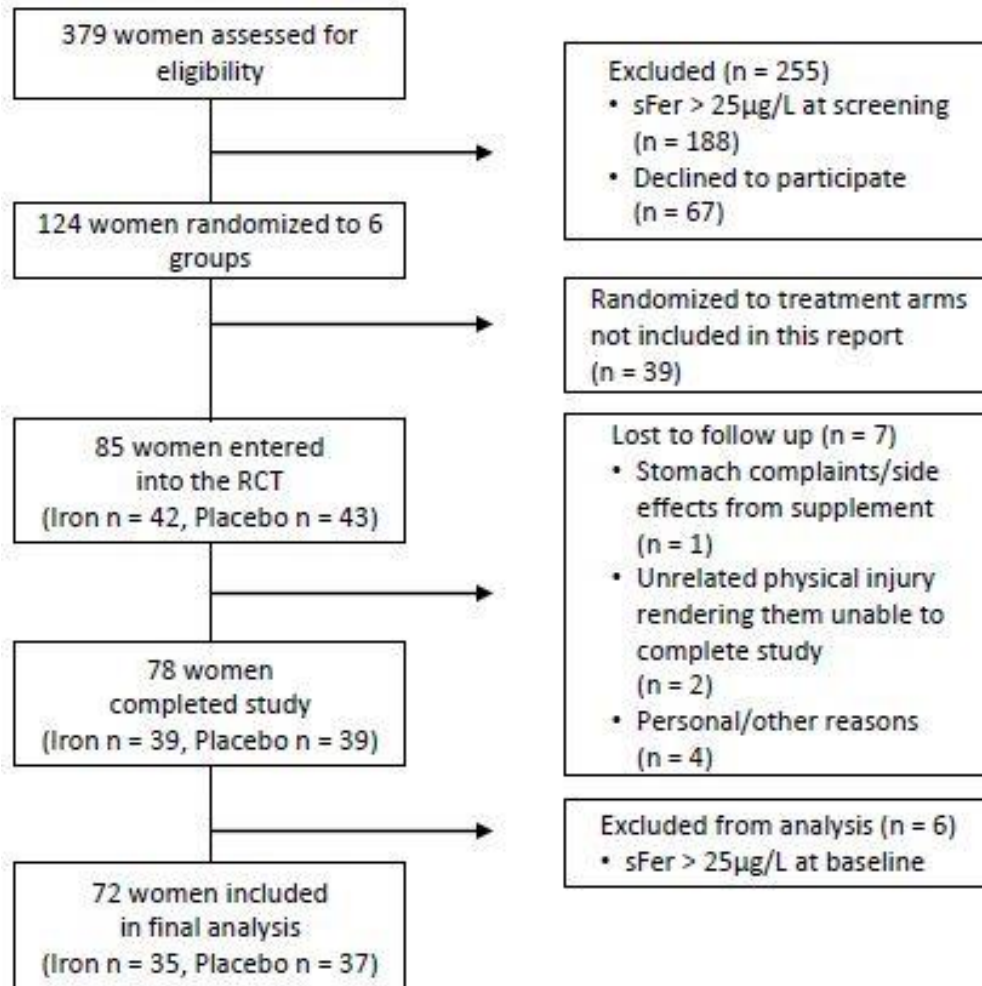 379 women assessed for
eligibility
Excluded (n = 255)
• sFer > 25µg/L at screening
(n = 188)
• Declined to participate
(n = 67)
124 women randomized to 6
groups
Randomized to treatment arms
not included in this report
(n = 39)
85 women entered
into the RCT
(Iron n = 42, Placebo n = 43)
Lost to follow up (n = 7)
• Stomach complaints/side
effects from supplement
(n = 1)
• Unrelated physical injury
rendering them unable to
complete study
(n = 2)
• Personal/other reasons
(n = 4)
78 women
completed study
(Iron n = 39, Placebo n = 39)
Excluded from analysis (n = 6)
• sFer > 25µg/L at baseline
72 women included
in final analysis
(Iron n = 35, Placebo n = 37)